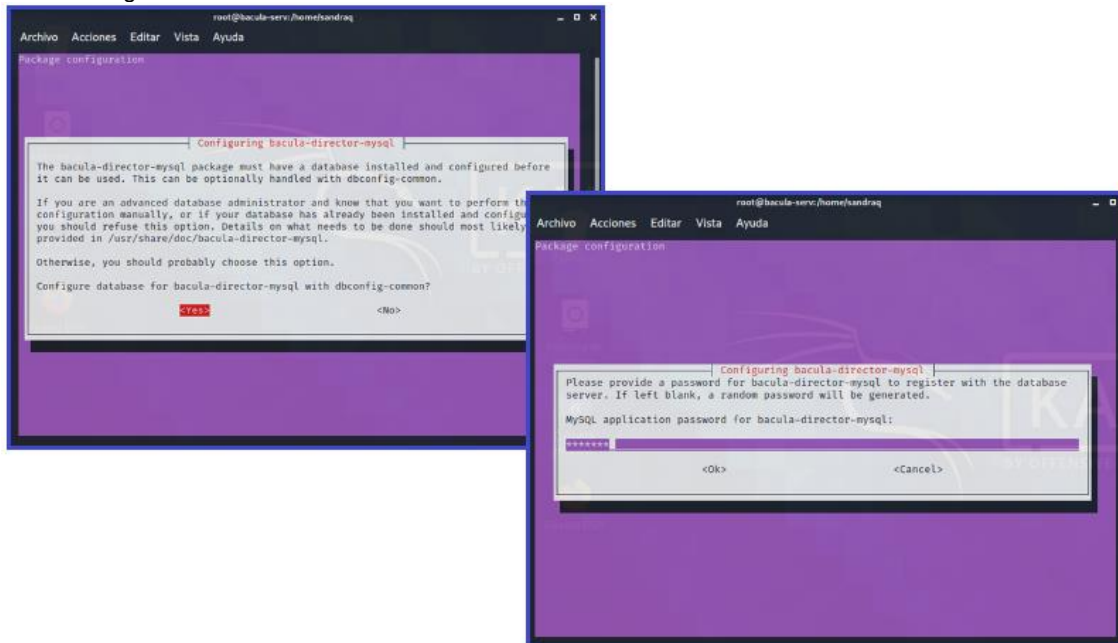 root@bacula-serv:/home/sandraq
Archivo Acciones Editar Vista Ayuda
Package configuration
Configuring bacula-director-mysql
The bacula-director-mysql package must have a database installed and configured before
it can be used. This can be optionally handled with dbconfig-common.
If you are an advanced database administrator and know that you want to perform th
configuration manually, or if your database has already been installed and configu
you should refuse this option. Details on what needs to be done should most likely
provided in /usr/share/doc/bacula-director-mysql.
Otherwise, you should probably choose this option.
Configure database for bacula-director-mysql with dbconfig-common?
<Yes> <No>
root@bacula-serv:/home/sandraq
Archivo Acciones Editar Vista Ayuda
Package configuration
Configuring bacula-director-mysql
Please provide a password for bacula-director-mysql to register with the database
server. If left blank, a random password will be generated.
MySQL application password for bacula-director-mysql:
*******
<Ok> <Cancel>
KA